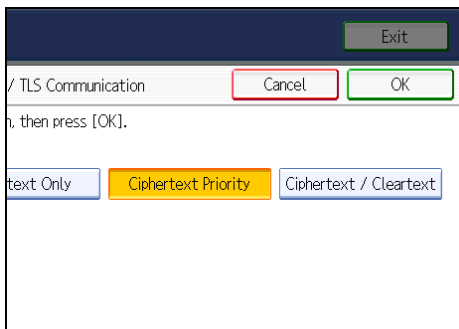 Exit
/ TLS Communication Cancel OK
n, then press [OK].
text Only Ciphertext Priority Ciphertext / Cleartext